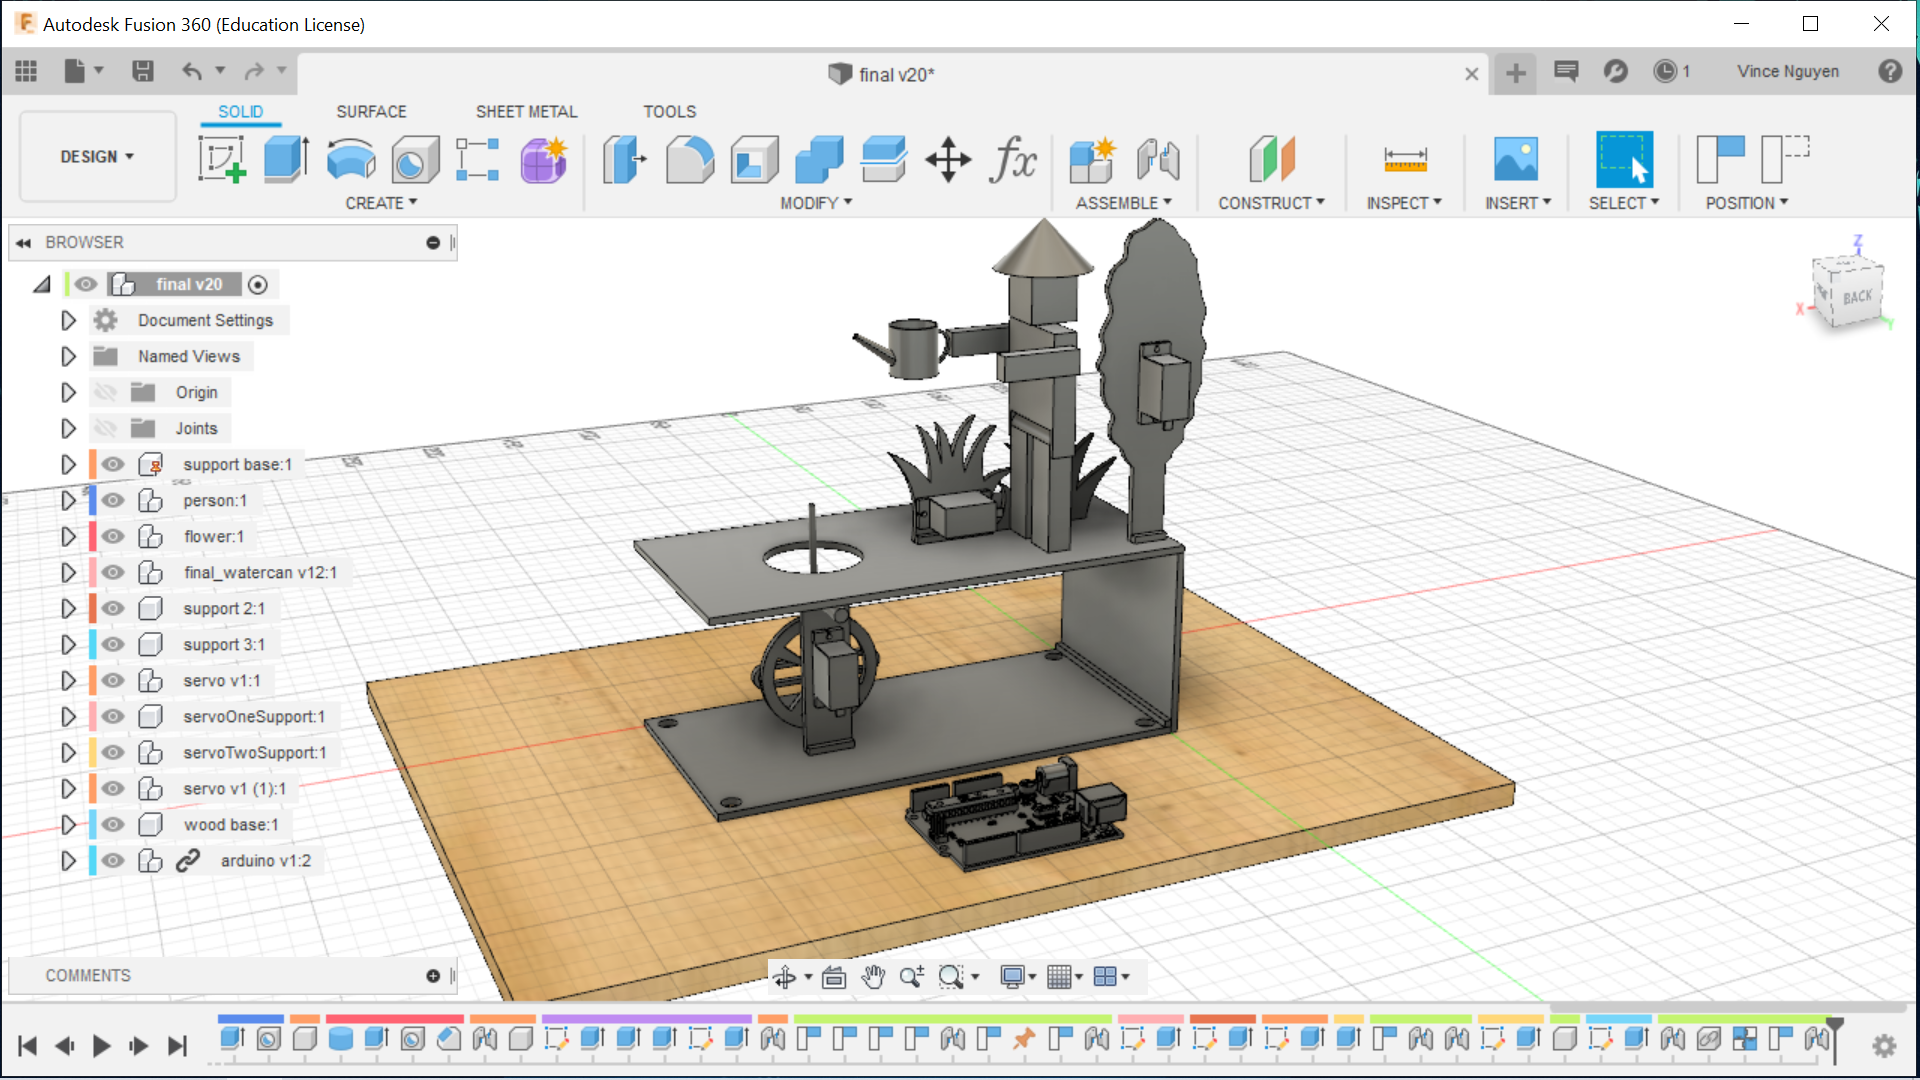 Autodesk Fusion 360 (Education License)
final v20*
1
Vince Nguyen
DESIGN
SOLID
SURFACE
SHEET METAL
TOOLS
CREATE
MODIFY
ASSEMBLE
CONSTRUCT
INSPECT
INSERT
SELECT
POSITION
fx
BROWSER
final v20
Document Settings
Named Views
Origin
Joints
support base:1
person:1
flower:1
final_watercan v12:1
support 2:1
support 3:1
servo v1:1
servoOneSupport:1
servoTwoSupport:1
servo v1 (1):1
wood base:1
arduino v1:2
Z
BACK
X
Y
COMMENTS